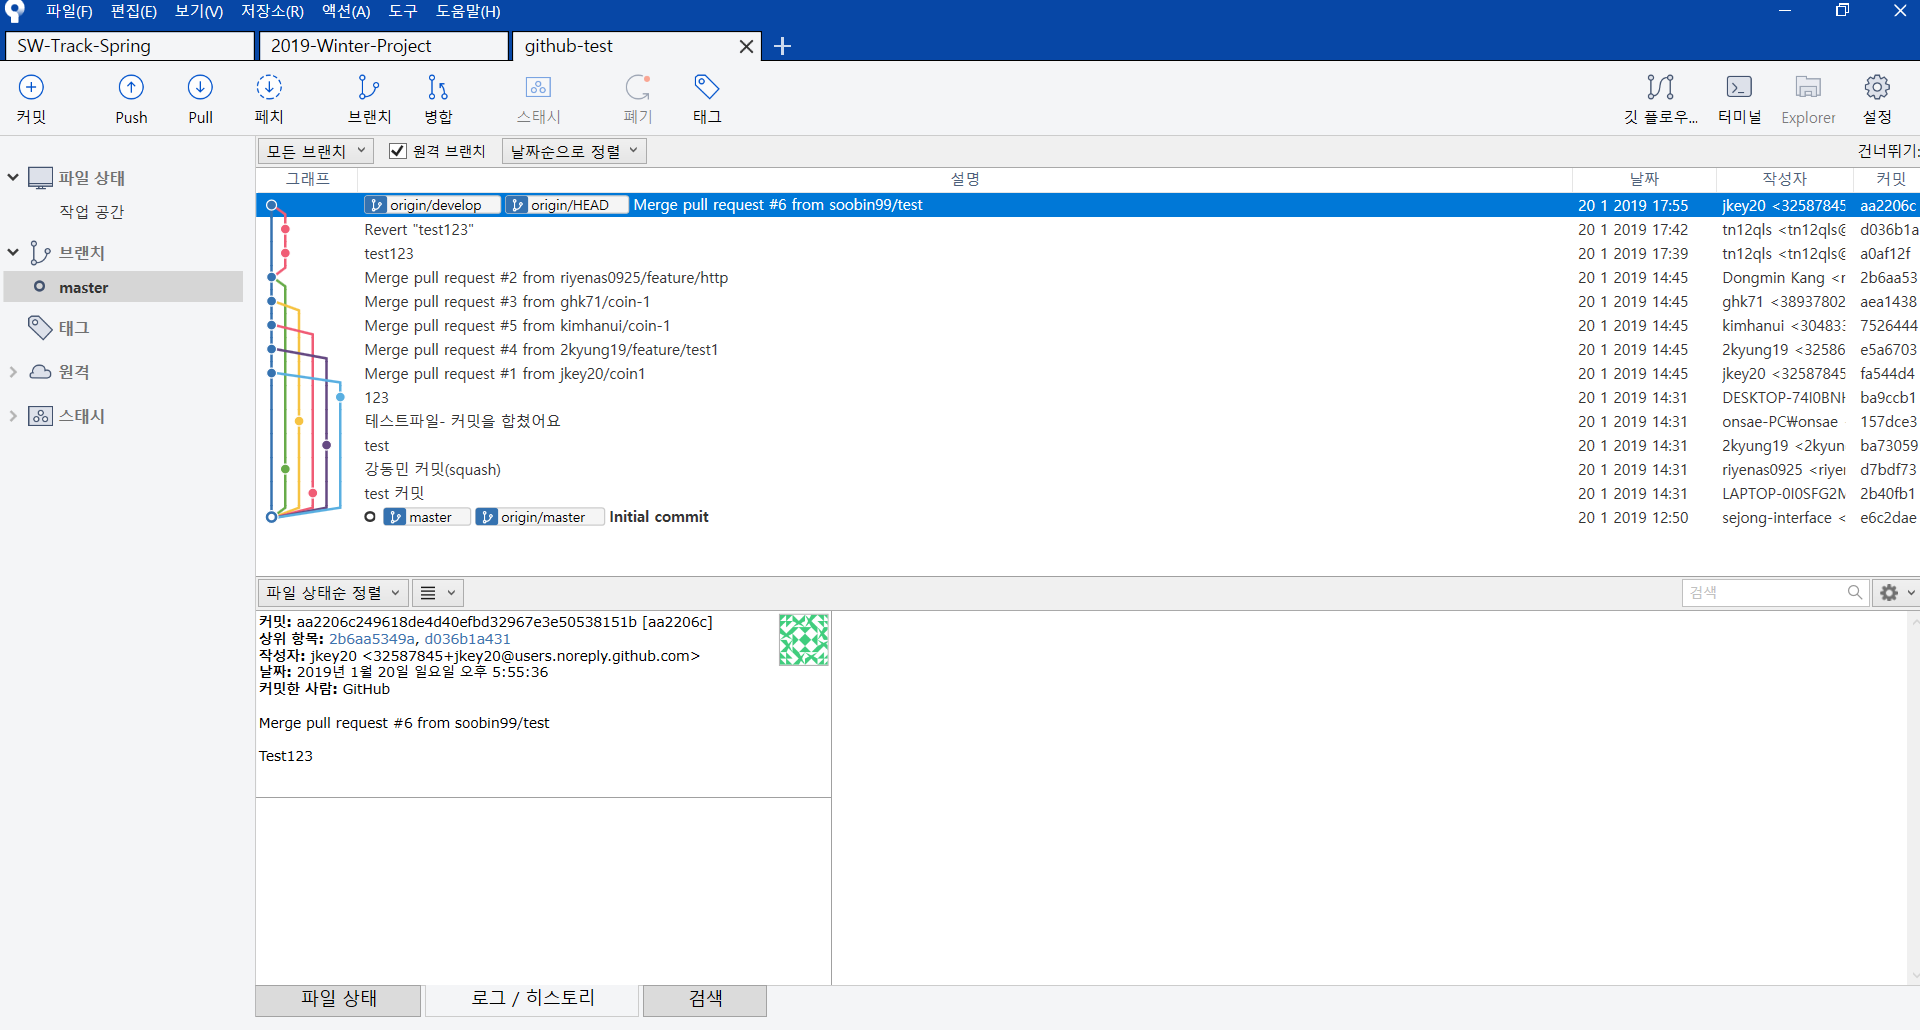 파일(F) 편집(E) 보기(V) 저장소(R) 액션(A) 도구 도움말(H)
SW-Track-Spring 2019-Winter-Project github-test
커밋 Push Pull 페치 브랜치 병합 스태시 폐기 태그 깃 플로우... 터미널 Explorer 설정
모든 브랜치 원격 브랜치 날짜순으로 정렬 건너뛰기:
파일 상태
작업 공간
브랜치
master
태그
원격
스태시
그래프 설명 날짜 작성자 커밋
origin/develop origin/HEAD Merge pull request #6 from soobin99/test 20 1 2019 17:55 jkey20 <32587845 aa2206c
Revert "test123" 20 1 2019 17:42 tn12qls <tn12qls@ d036b1a
test123 20 1 2019 17:39 tn12qls <tn12qls@ a0af12f
Merge pull request #2 from riyenas0925/feature/http 20 1 2019 14:45 Dongmin Kang <r 2b6aa53
Merge pull request #3 from ghk71/coin-1 20 1 2019 14:45 ghk71 <38937802 aea1438
Merge pull request #5 from kimhanui/coin-1 20 1 2019 14:45 kimhanui <304833 7526444
Merge pull request #4 from 2kyung19/feature/test1 20 1 2019 14:45 2kyung19 <32586 e5a6703
Merge pull request #1 from jkey20/coin1 20 1 2019 14:45 jkey20 <32587845 fa544d4
123 20 1 2019 14:31 DESKTOP-74I0BNH ba9ccb1
테스트파일- 커밋을 합쳤어요 20 1 2019 14:31 onsae-PC₩onsae 157dce3
test 20 1 2019 14:31 2kyung19 <2kyun ba73059
강동민 커밋(squash) 20 1 2019 14:31 riyenas0925 <riyer d7bdf73
test 커밋 20 1 2019 14:31 LAPTOP-0I0SFG2N 2b40fb1
master origin/master Initial commit 20 1 2019 12:50 sejong-interface < e6c2dae
파일 상태순 정렬 검색
커밋: aa2206c249618de4d40efbd32967e3e50538151b [aa2206c]
상위 항목: 2b6aa5349a, d036b1a431
작성자: jkey20 <32587845+jkey20@users.noreply.github.com>
날짜: 2019년 1월 20일 일요일 오후 5:55:36
커밋한 사람: GitHub
Merge pull request #6 from soobin99/test
Test123
파일 상태 로그 / 히스토리 검색